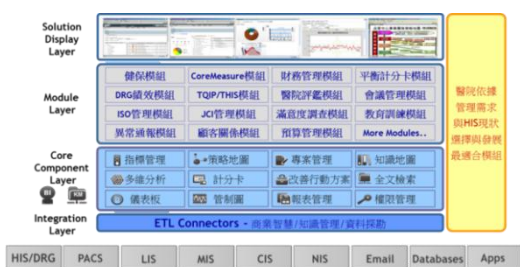 Solution
Display
Layer
Module
Layer
健保模組 CoreMeasure模組 財務管理模組 平衡計分卡模組
DRG績效模組 TQIP/THIS模組 醫院評鑑模組 會議管理模組
ISO管理模組 JCI管理模組 滿意度調查模組 教育訓練模組
異常通報模組 顧客關係模組 預算管理模組 More Modules..
醫院依據
管理需求
與HIS現狀
選擇與發展
最適合模組
Core
Component
Layer
BI KM
指標管理 策略地圖 專案管理 知識地圖
多維分析 計分卡 改善行動方案 全文檢索
儀表板 管制圖 報表管理 權限管理
Integration
Layer
ETL Connectors - 商業智慧/知識管理/資料探勘
HIS/DRG PACS LIS MIS CIS NIS Email Databases Apps